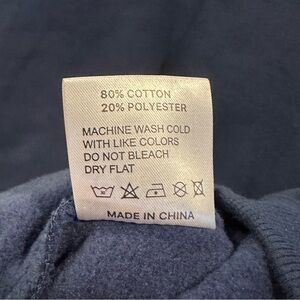 80% COTTON
20% POLYESTER
MACHINE WASH COLD
WITH LIKE COLORS
DO NOT BLEACH
DRY FLAT
MADE IN CHINA